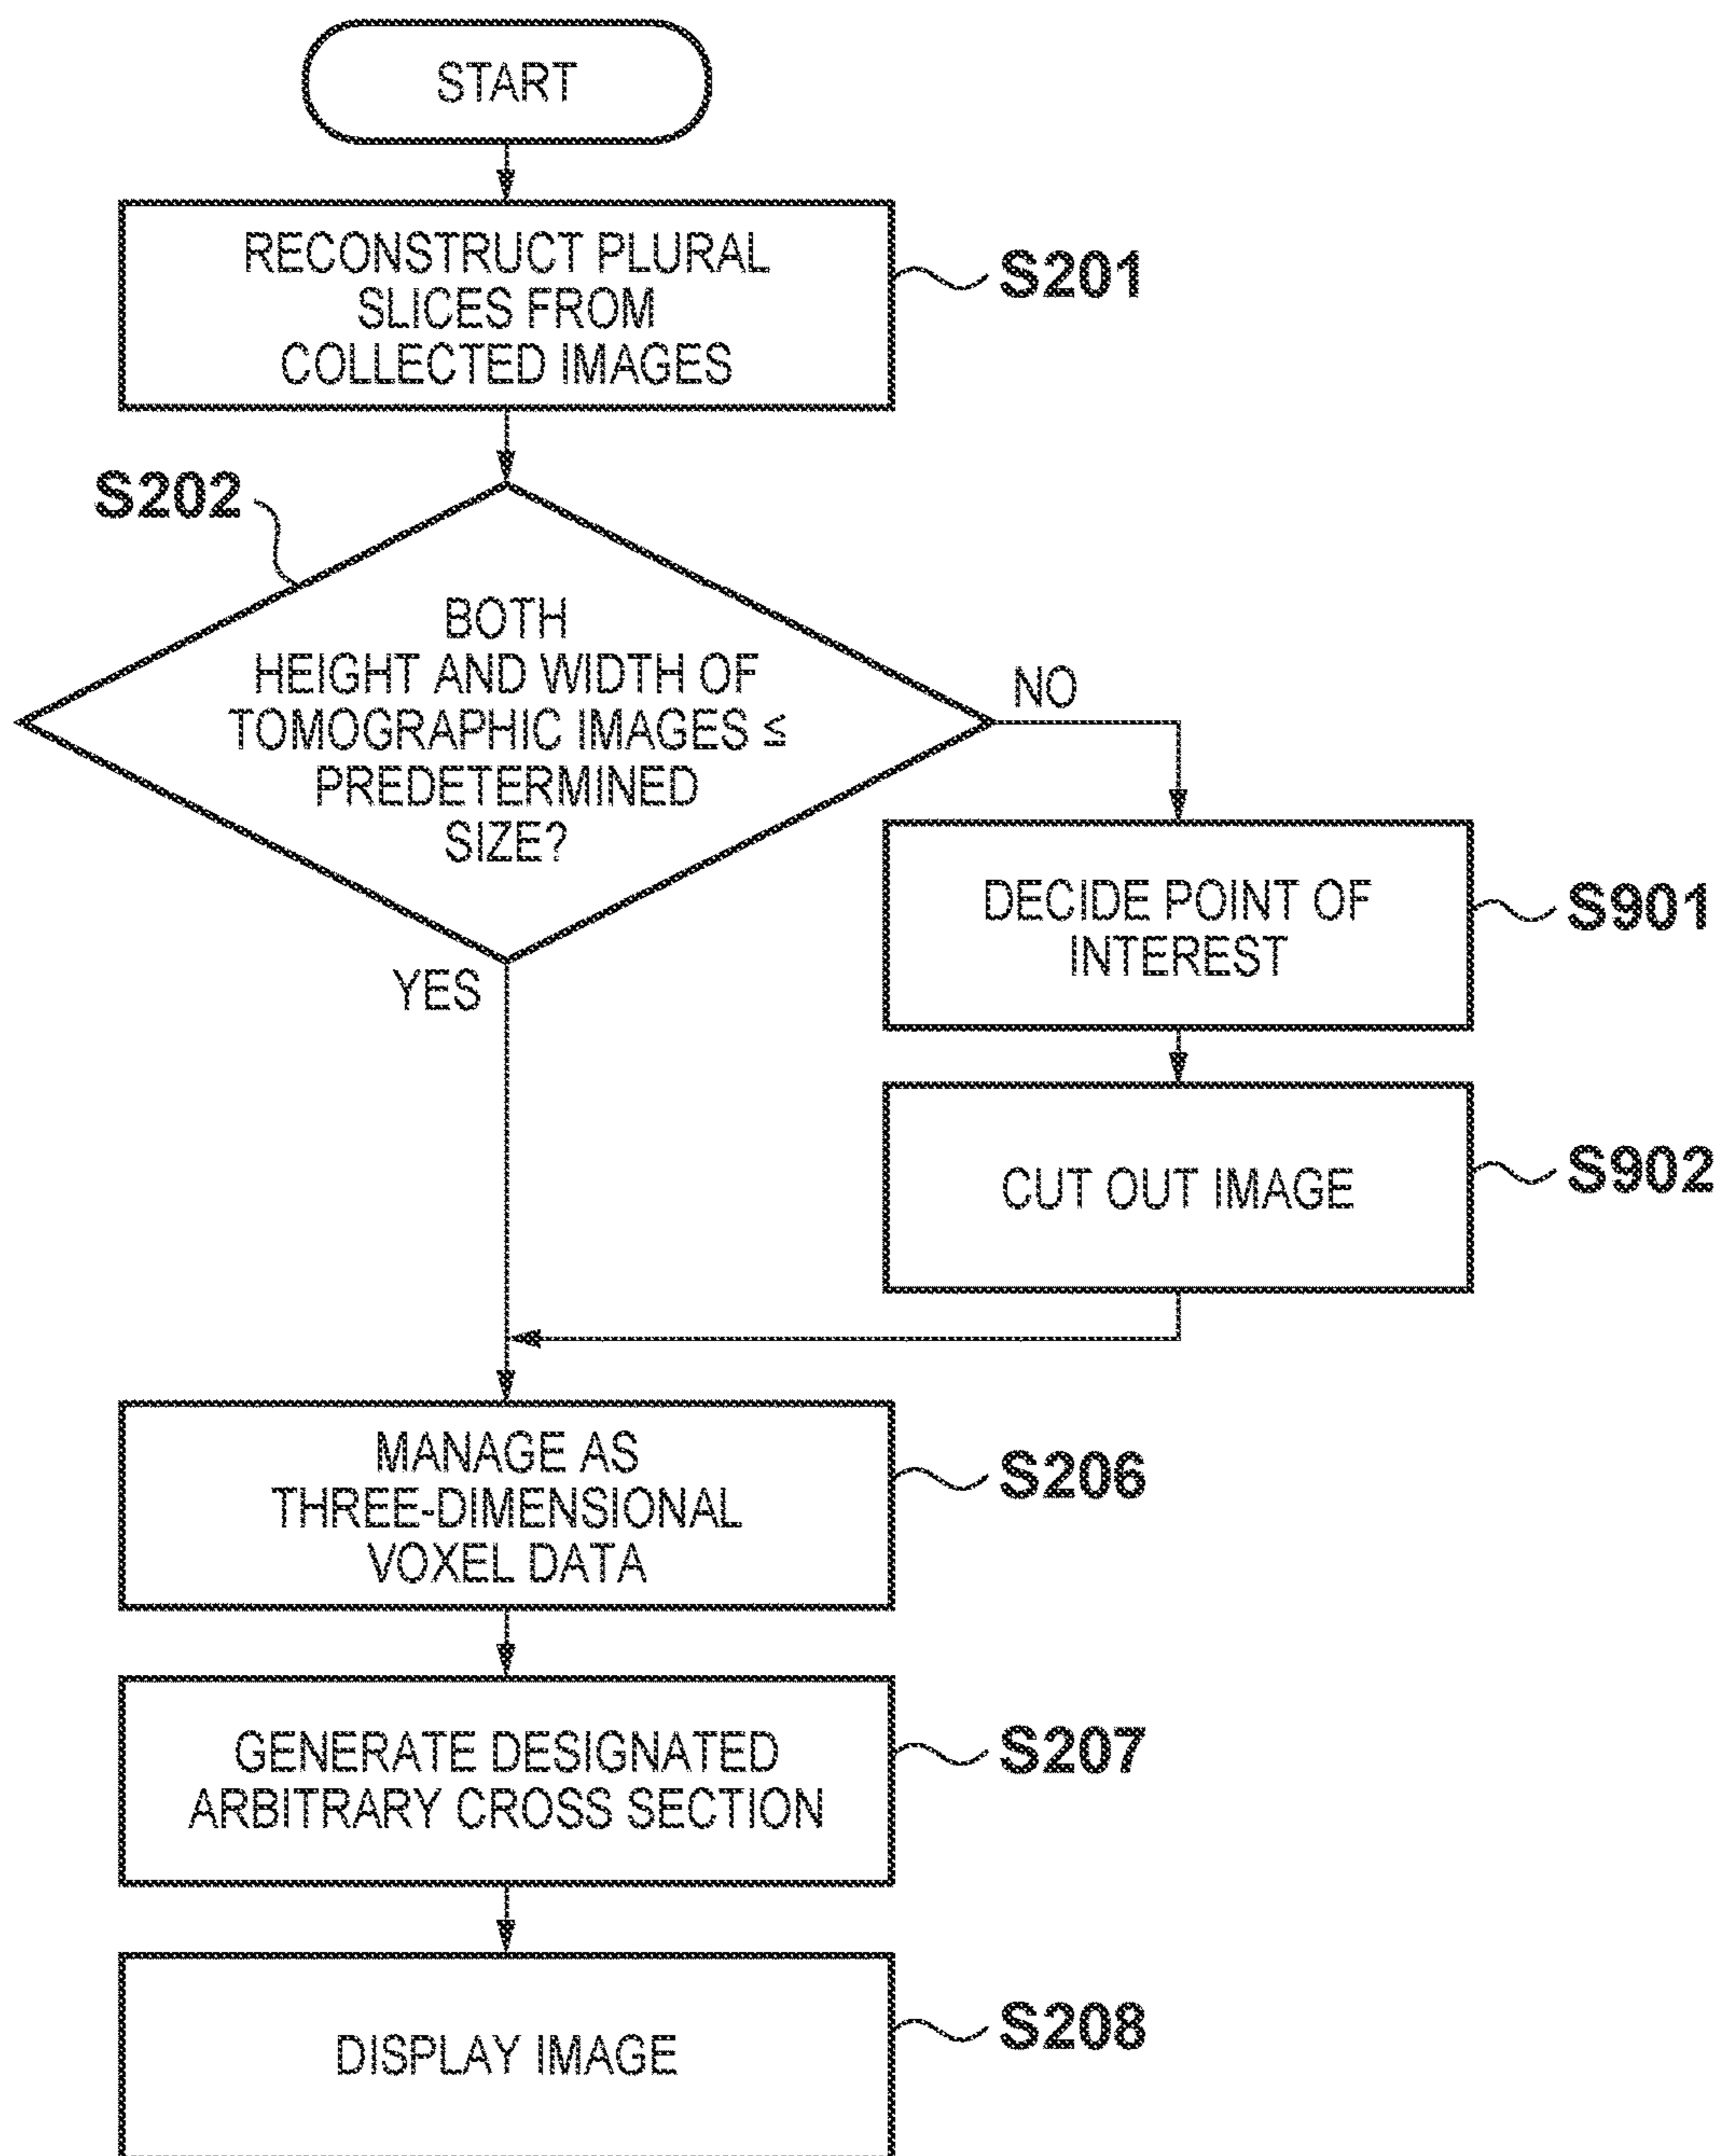 START
RECONSTRUCT PLURAL
SLICES FROM
COLLECTED IMAGES
S201
S202
BOTH
HEIGHT AND WIDTH OF
TOMOGRAPHIC IMAGES ≤
PREDETERMINED
SIZE?
NO
YES
DECIDE POINT OF
INTEREST
S901
CUT OUT IMAGE
S902
MANAGE AS
THREE-DIMENSIONAL
VOXEL DATA
S206
GENERATE DESIGNATED
ARBITRARY CROSS SECTION
S207
DISPLAY IMAGE
S208